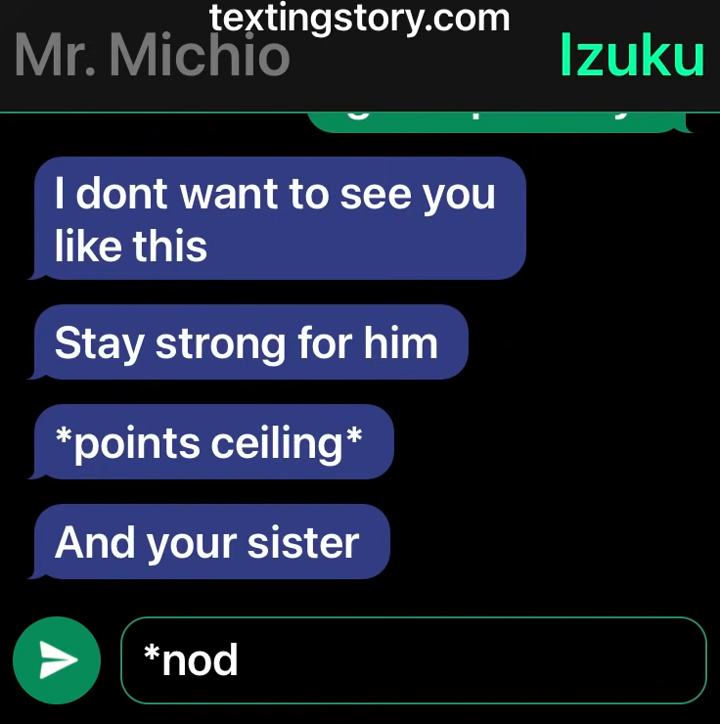 textingstory.com
Mr. Michio
Izuku
I dont want to see you
like this
Stay strong for him
*points ceiling*
And your sister
*nod